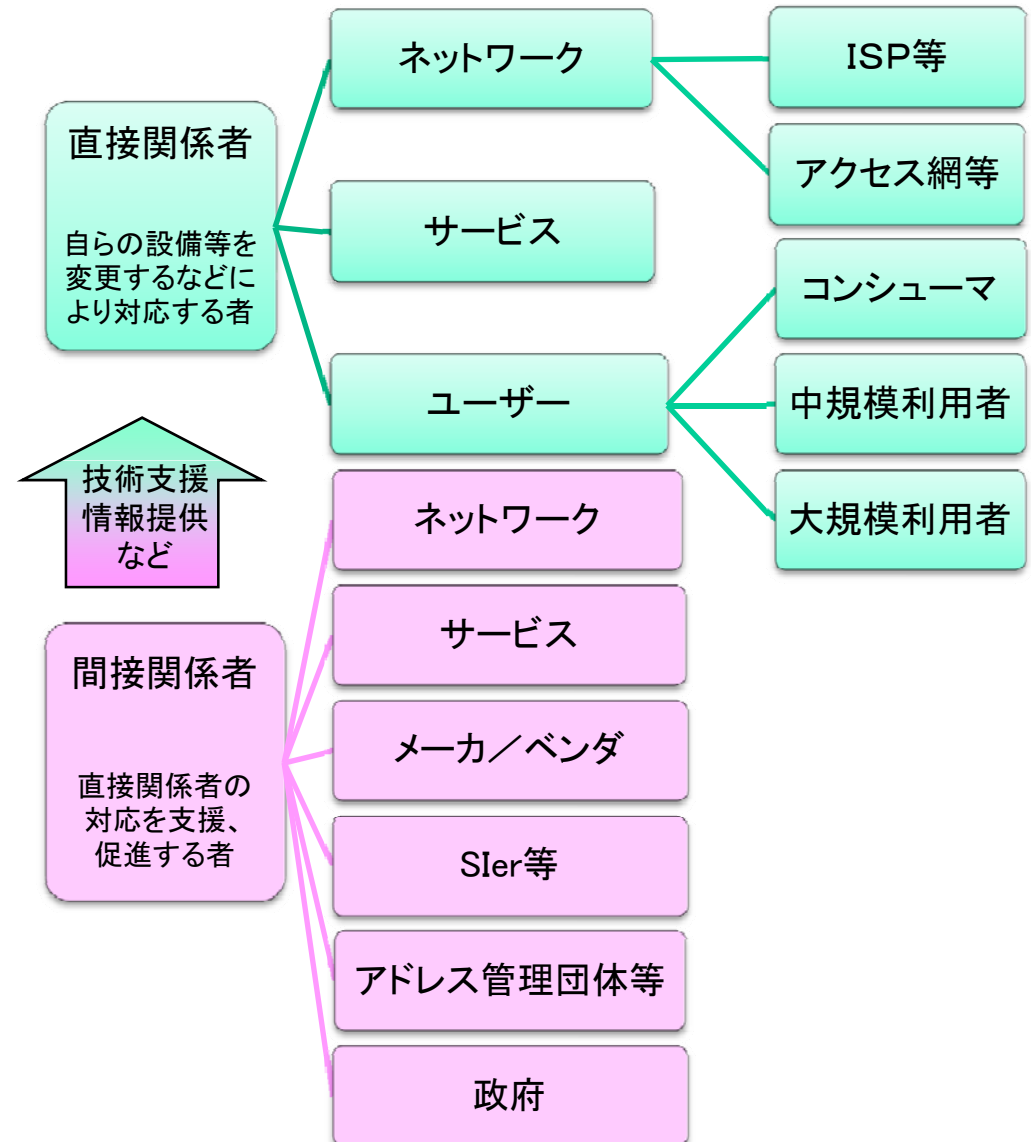 直接関係者
自らの設備等を
変更するなどに
より対応する者
ネットワーク
ISP等
アクセス網等
サービス
ユーザー
コンシューマ
中規模利用者
大規模利用者
技術支援
情報提供
など
間接関係者
直接関係者の
対応を支援、
促進する者
ネットワーク
サービス
メーカ／ベンダ
SIer等
アドレス管理団体等
政府